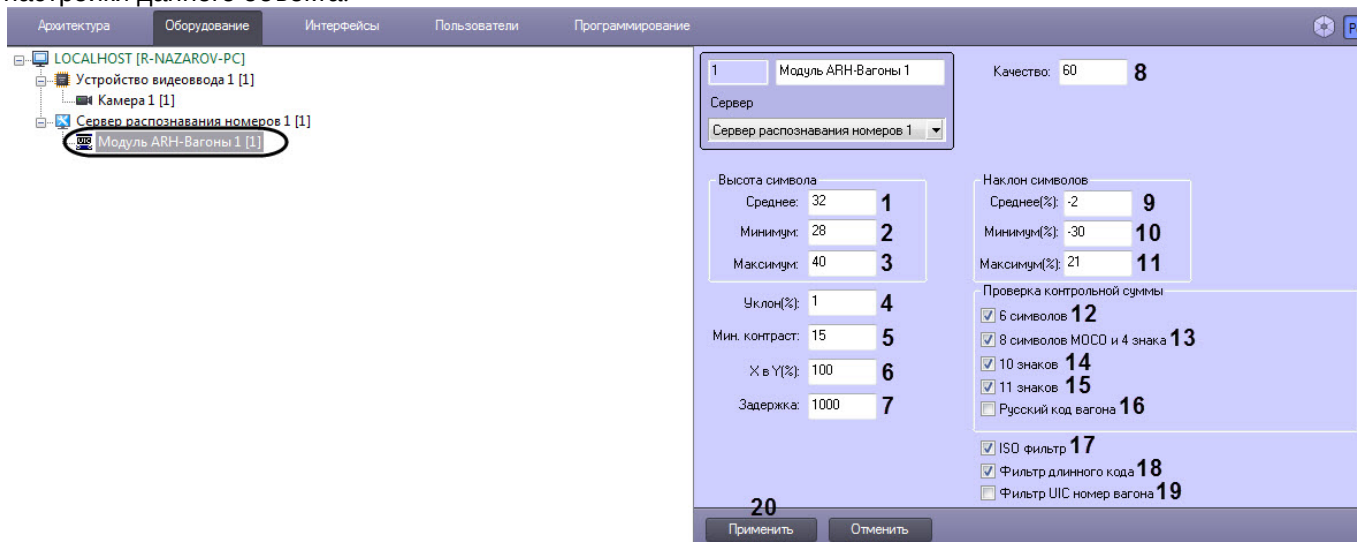 настройки данного объекта.
Архитектура Оборудование Интерфейсы Пользователи Программирование
LOCALHOST [R-NAZAROV-PC]
Устройство видеоввода 1 [1]
Камера 1 [1]
Сервер распознавания номеров 1 [1]
Модуль ARH-Вагоны 1 [1]
1 Модуль ARH-Вагоны 1
Качество: 60 8
Сервер
Сервер распознавания номеров 1
Высота символа
Среднее: 32 1
Минимум: 28 2
Максимум: 40 3
Уклон(%): 1 4
Мин. контраст: 15 5
X в Y(%): 100 6
Задержка: 1000 7
Наклон символов
Среднее(%): -2 9
Минимум(%): -30 10
Максимум(%): 21 11
Проверка контрольной суммы
6 символов 12
8 символов МОСО и 4 знака 13
10 знаков 14
11 знаков 15
Русский код вагона 16
ISO фильтр 17
Фильтр длинного кода 18
Фильтр UIC номер вагона 19
20
Применить Отменить